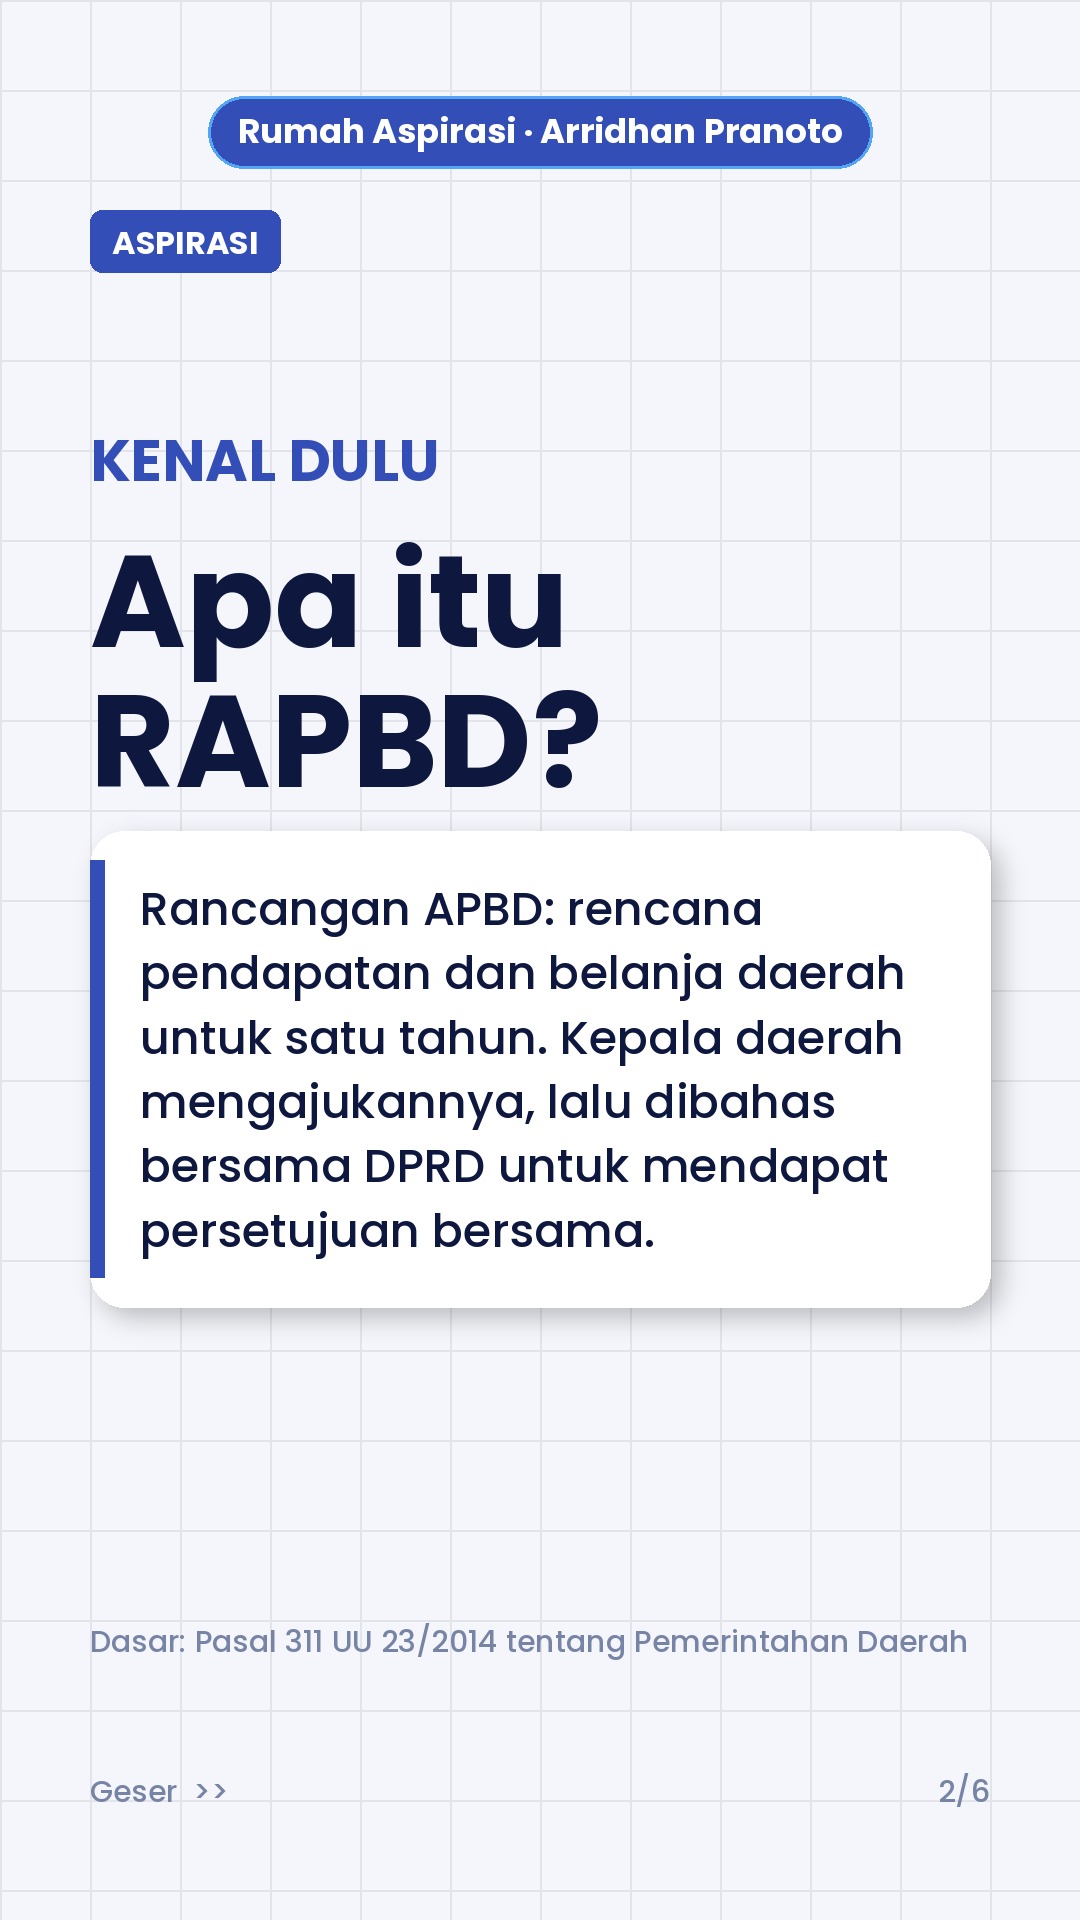 Rumah Aspirasi · Arridhan Pranoto
ASPIRASI
KENAL DULU
Apa itu
RAPBD?
Rancangan APBD: rencana
pendapatan dan belanja daerah
untuk satu tahun. Kepala daerah
mengajukannya, lalu dibahas
bersama DPRD untuk mendapat
persetujuan bersama.
Dasar: Pasal 311 UU 23/2014 tentang Pemerintahan Daerah
Geser >>
2/6